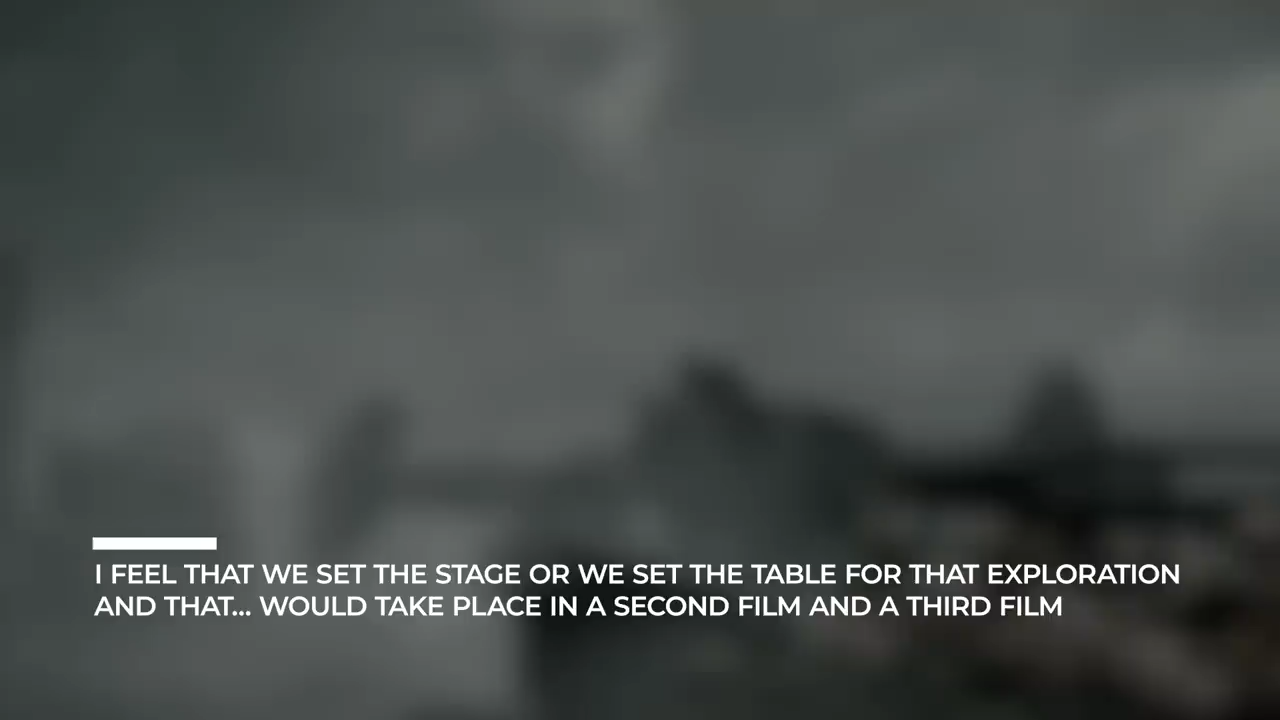 I FEEL THAT WE SET THE STAGE OR WE SET THE TABLE FOR THAT EXPLORATION
AND THAT... WOULD TAKE PLACE IN A SECOND FILM AND A THIRD FILM